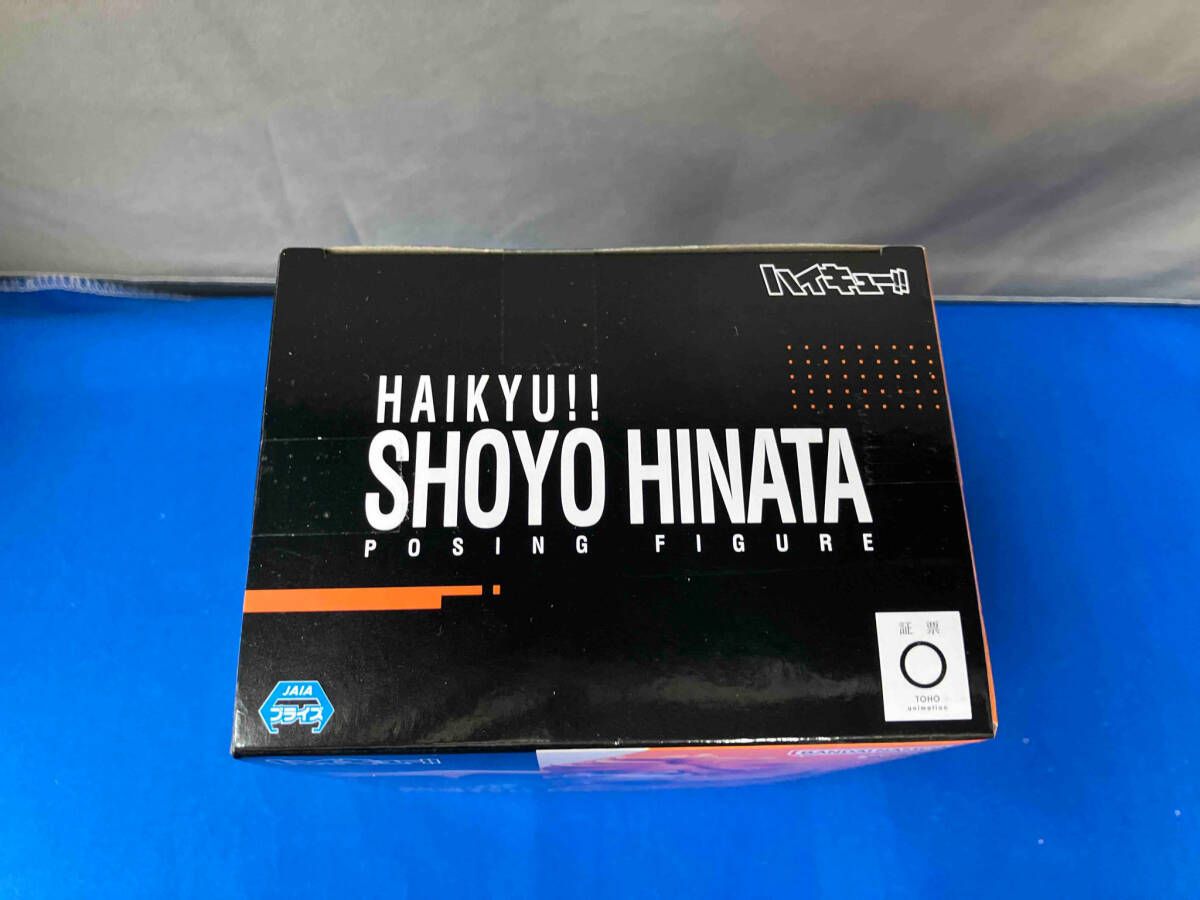 ハイキュー!!
HAIKYU!!
SHOYO HINATA
POSING FIGURE
証票
TOHO
animation
JAIA
プライズ